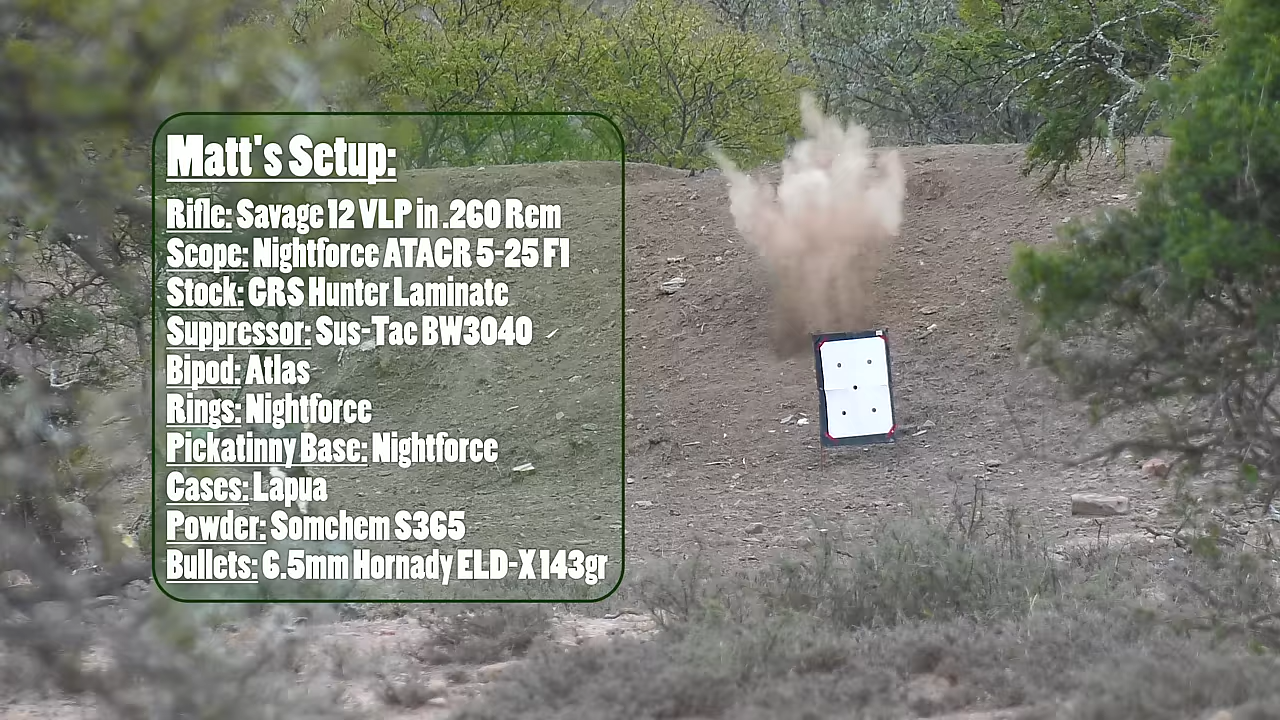 Matt's Setup:
Rifle: Savage 12 VLP in .260 Rem
Scope: Nightforce ATACR 5-25 F1
Stock: GRS Hunter Laminate
Suppressor: Sus-Tac BW3040
Bipod: Atlas
Rings: Nightforce
Pickatinny Base: Nightforce
Cases: Lapua
Powder: Somchem S365
Bullets: 6.5mm Hornady ELD-X 143gr